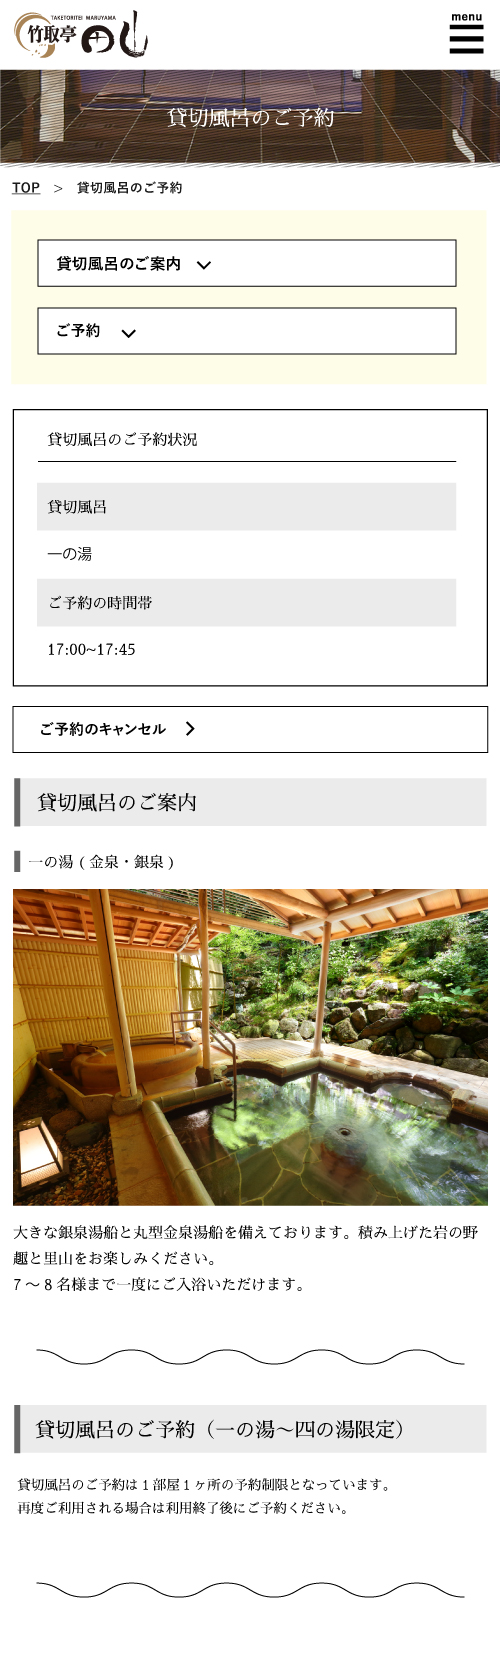 TAKETORITEI MARUYAMA
竹取亭 円山
menu
貸切風呂のご予約
TOP > 貸切風呂のご予約
貸切風呂のご案内
ご予約
貸切風呂のご予約状況
貸切風呂
一の湯
ご予約の時間帯
17:00~17:45
ご予約のキャンセル
貸切風呂のご案内
一の湯 ( 金泉・銀泉 )
大きな銀泉湯船と丸型金泉湯船を備えております。積み上げた岩の野
趣と里山をお楽しみください。
7 〜 8 名様まで一度にご入浴いただけます。
貸切風呂のご予約（一の湯〜四の湯限定）
貸切風呂のご予約は 1 部屋 1 ヶ所の予約制限となっています。
再度ご利用される場合は利用終了後にご予約ください。